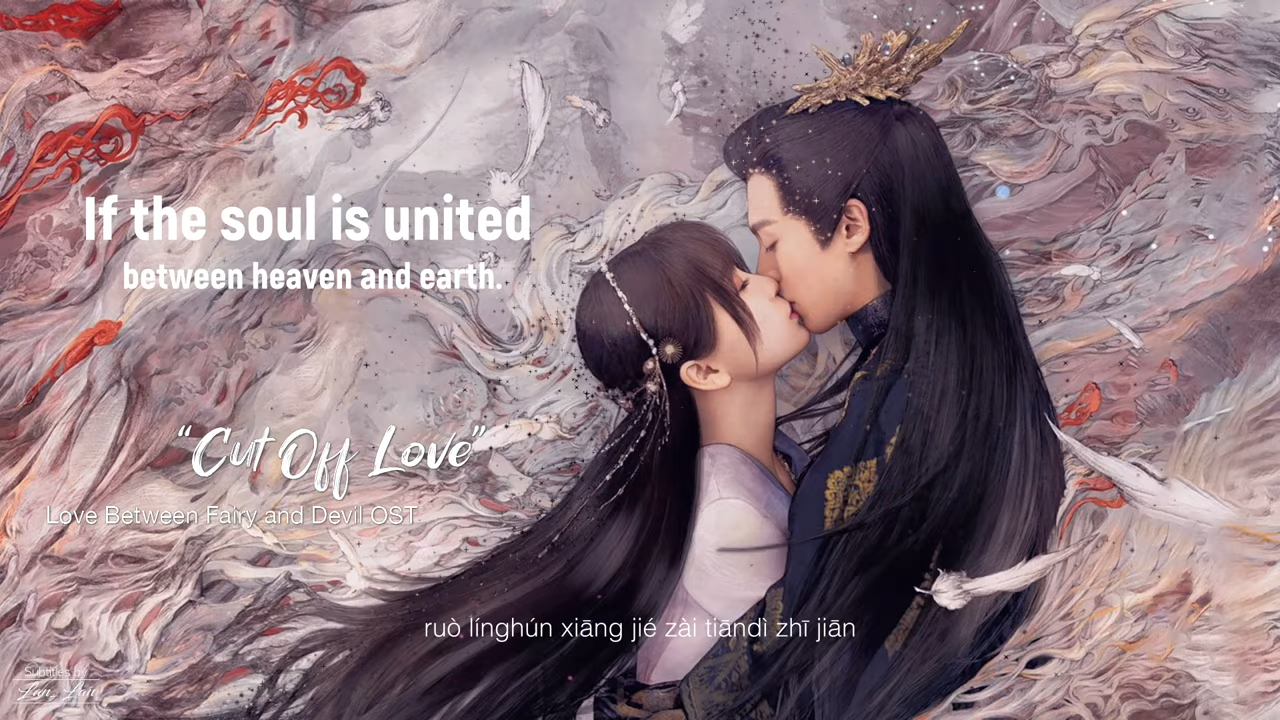 If the soul is united
between heaven and earth.
“Cut Off Love”
Love Between Fairy and Devil OST
ruò línghún xiāng jié zài tiāndì zhī jiān
Subtitles by